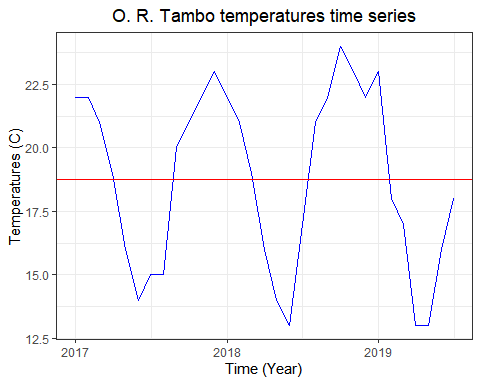 O. R. Tambo temperatures time series
Temperatures (C)
22.5
20.0
17.5
15.0
12.5
2017 2018 2019
Time (Year)